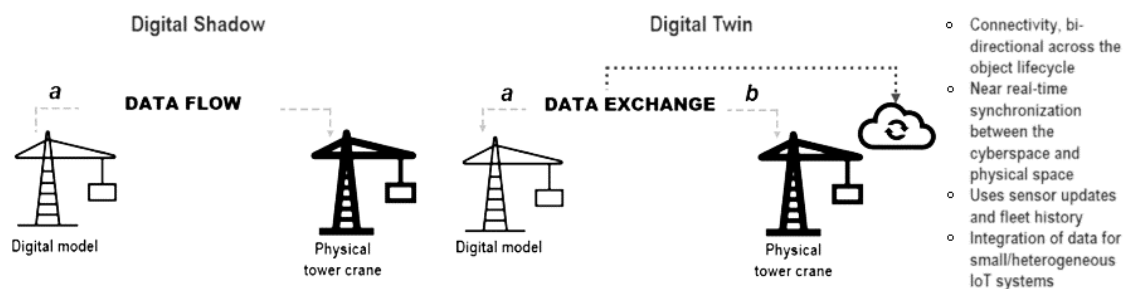 Digital Shadow
a
DATA FLOW
Digital model
Physical
tower crane
Digital Twin
a
DATA EXCHANGE
b
Digital model
Physical
tower crane
Connectivity, bi-
directional across the
object lifecycle
Near real-time
synchronization
between the
cyberspace and
physical space
Uses sensor updates
and fleet history
Integration of data for
small/heterogeneous
IoT systems